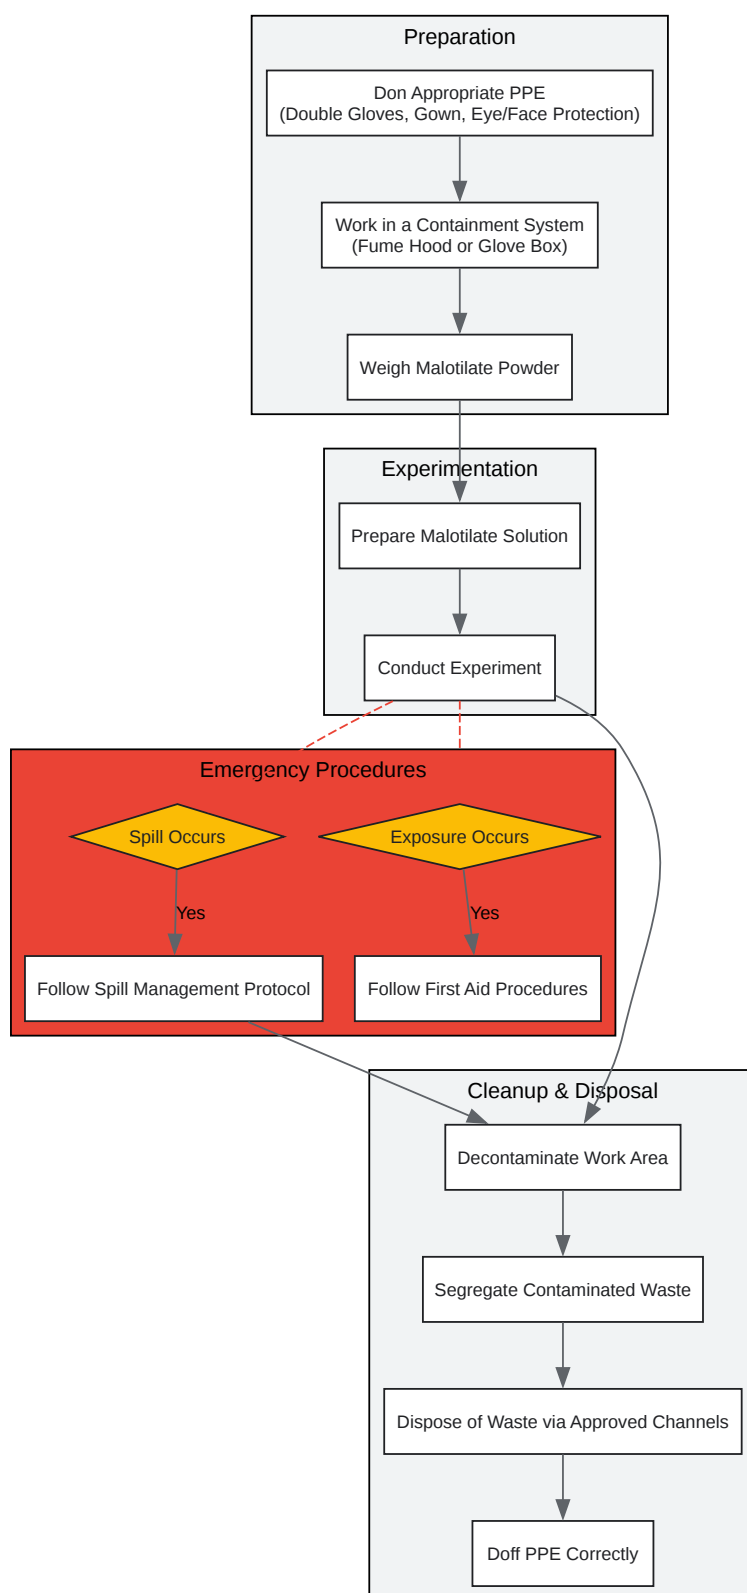 Preparation
Don Appropriate PPE
(Double Gloves, Gown, Eye/Face Protection)
Work in a Containment System
(Fume Hood or Glove Box)
Weigh Malotilate Powder
Experimentation
Prepare Malotilate Solution
Conduct Experiment
Emergency Procedures
Spill Occurs
Exposure Occurs
Yes
Yes
Follow Spill Management Protocol
Follow First Aid Procedures
Cleanup & Disposal
Decontaminate Work Area
Segregate Contaminated Waste
Dispose of Waste via Approved Channels
Doff PPE Correctly